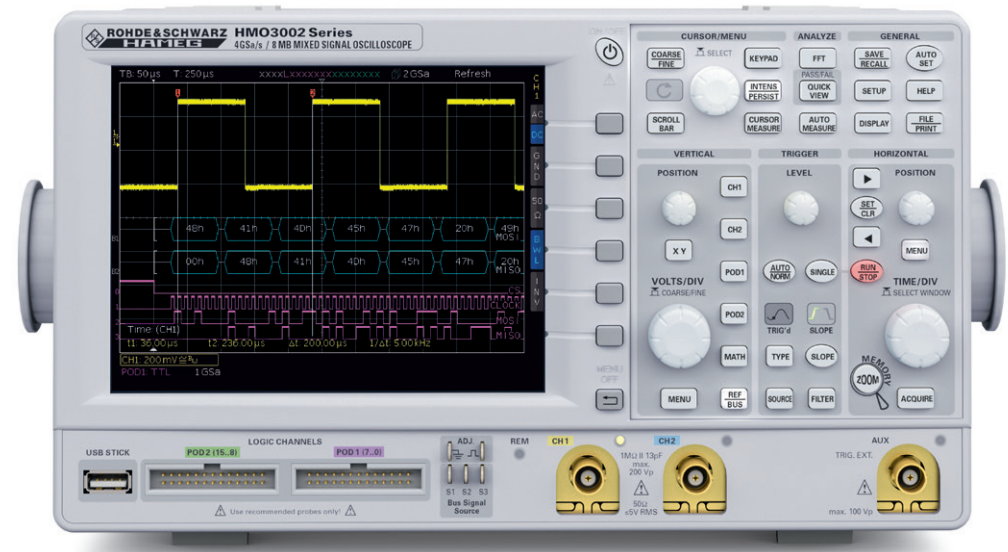 ROHDE&SCHWARZ HMO3002 Series
HAMEG 4GSa/s / 8 MB MIXED SIGNAL OSCILLOSCOPE
TB: 50µs T: 250µs 2GSa Refresh
CH1
AC
DC
GND
50 Ω
BWL
INV
48h 41h 4Dh 45h 47h 20h 49h
MOSI
00h 48h 41h 4Dh 45h 47h 20h
MISO
CS
CLOCK
MOSI
MISO
Time (CH1)
t1: 36.00µs t2: 236.00µs Δt: 200.00µs 1/Δt: 5.00kHz
CH1: 200mV
POD1: TTL 1GSa
MENU OFF
CURSOR/MENU
COARSE FINE
SELECT
KEYPAD
INTENS PERSIST
SCROLL BAR
CURSOR MEASURE
ANALYZE
FFT
PASS/FAIL
QUICK VIEW
AUTO MEASURE
GENERAL
SAVE RECALL
AUTO SET
SETUP
HELP
DISPLAY
FILE PRINT
VERTICAL
POSITION
CH1
CH2
X Y
POD1
VOLTS/DIV
COARSE/FINE
POD2
MATH
MENU
REF BUS
TRIGGER
LEVEL
AUTO NORM
SINGLE
TRIG'd
SLOPE
TYPE
SLOPE
SOURCE
FILTER
HORIZONTAL
POSITION
SET CLR
MENU
RUN STOP
TIME/DIV
SELECT WINDOW
MEMORY
ZOOM
ACQUIRE
USB STICK
LOGIC CHANNELS
POD 2 (15..8)
POD 1 (7..0)
Use recommended probes only!
ADJ.
S1 S2 S3
Bus Signal Source
REM
CH1
1MΩ II 13pF
max.
200 Vp
50Ω
≤5V RMS
CH2
AUX
TRIG. EXT.
max. 100 Vp